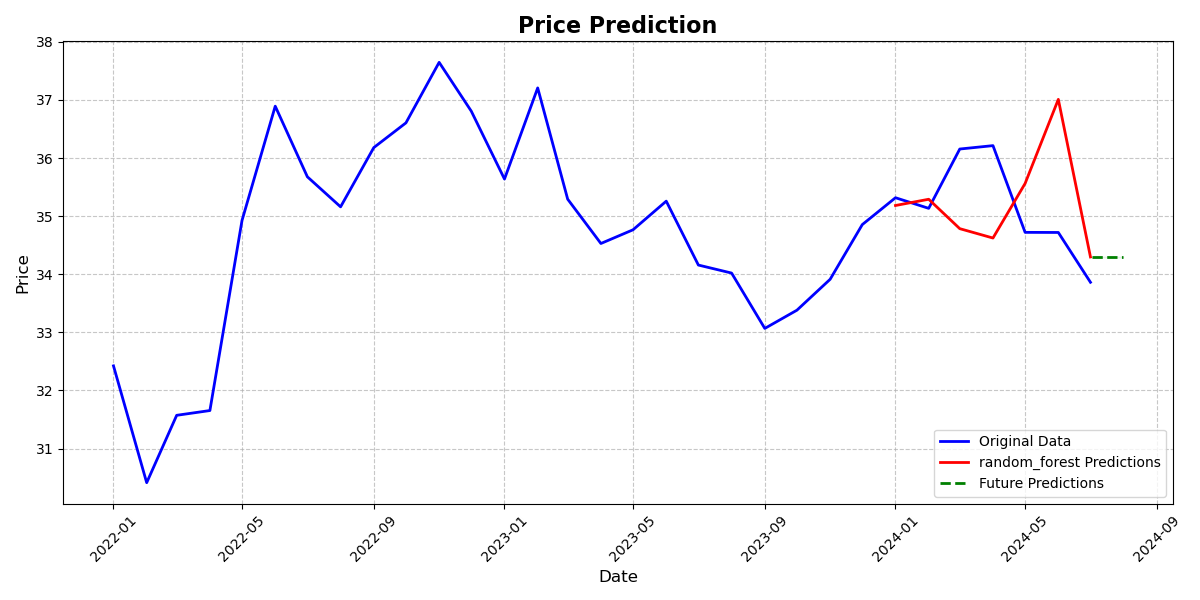 Price Prediction
Price
38
37
36
35
34
33
32
31
Original Data
random_forest Predictions
Future Predictions
2022-01
2022-05
2022-09
2023-01
2023-05
2023-09
2024-01
2024-05
2024-09
Date